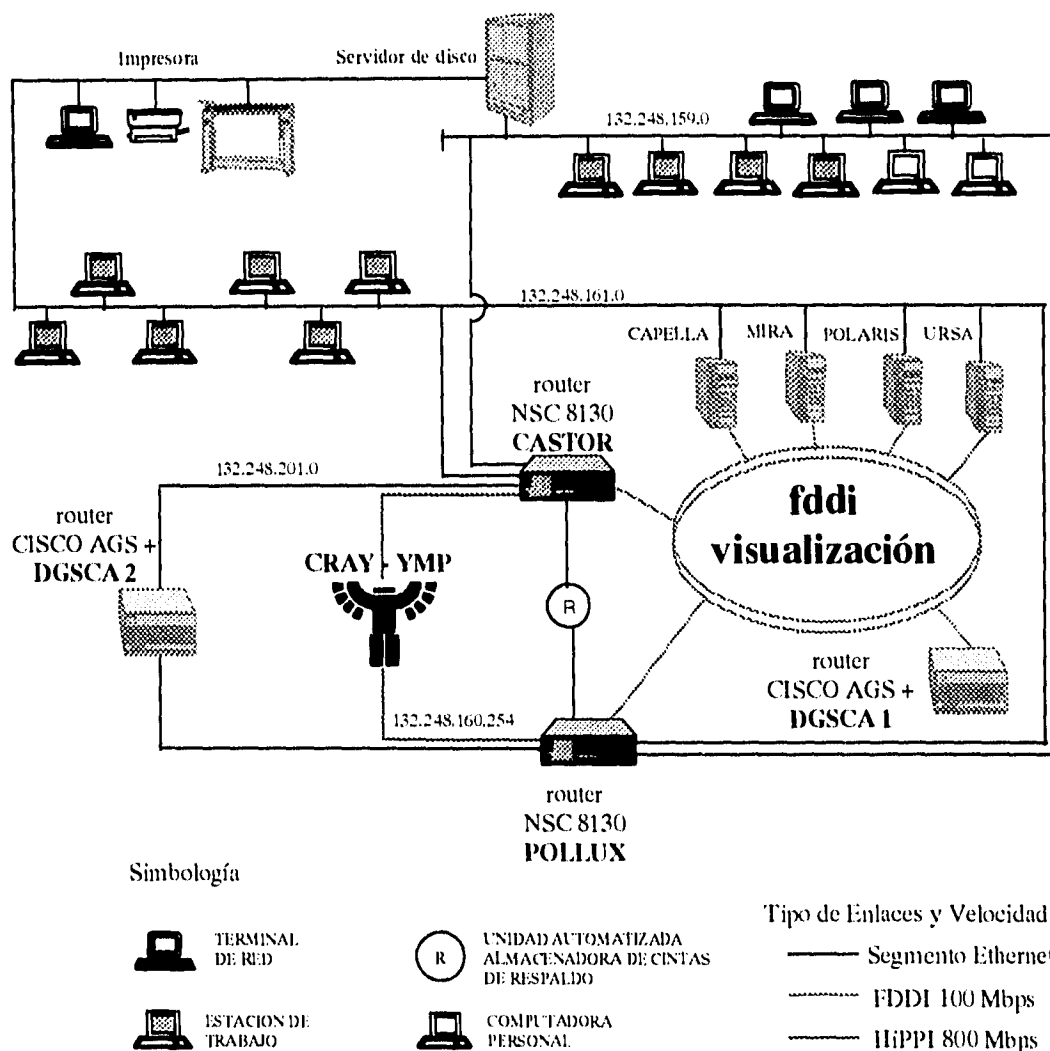 Impresora
Servidor de disco
132.248.159.0
132.248.161.0
CAPELLA
MIRA
POLARIS
URSA
router
NSC 8130
CASTOR
132.248.201.0
router
CISCO AGS +
DGSCA 2
CRAY - YMP
fddi
visualización
R
router
CISCO AGS +
DGSCA 1
132.248.160.254
router
NSC 8130
POLLUX
Simbología
TERMINAL
DE RED
R
UNIDAD AUTOMATIZADA
ALMACENADORA DE CINTAS
DE RESPALDO
ESTACION DE
TRABAJO
COMPUTADORA
PERSONAL
Tipo de Enlaces y Velocidad
Segmento Ethernet
FDDI 100 Mbps
HiPPI 800 Mbps